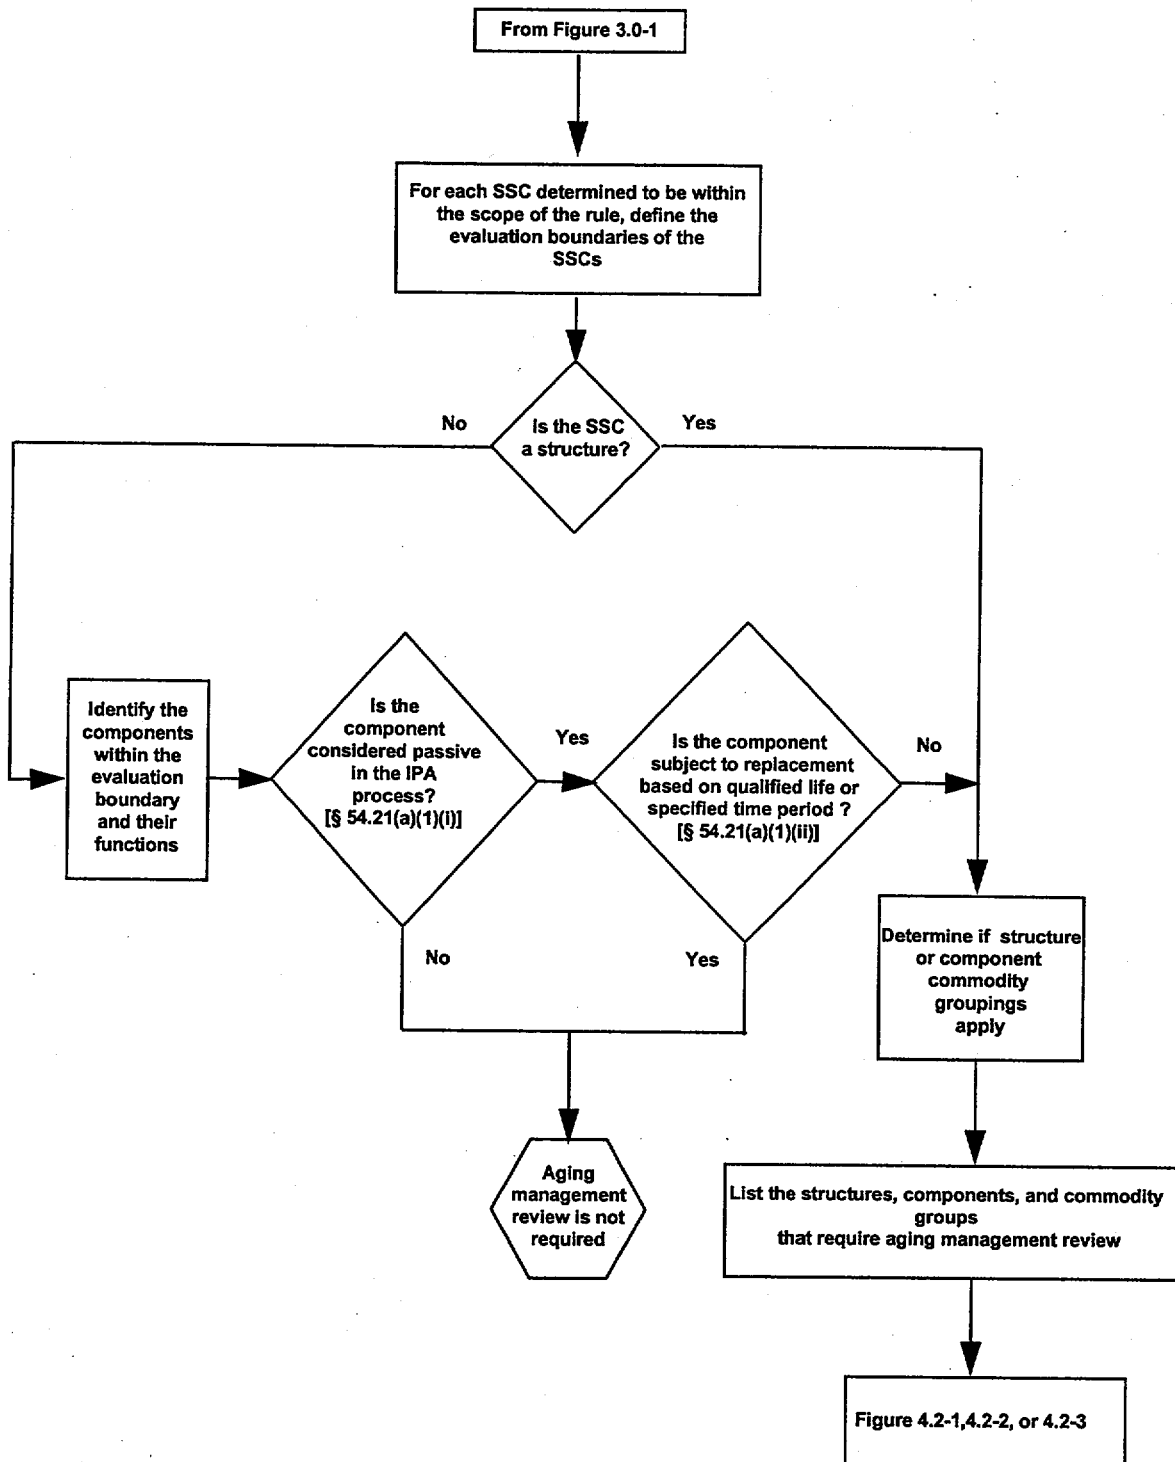 From Figure 3.0-1
For each SSC determined to be within
the scope of the rule, define the
evaluation boundaries of the
SSCs
No
Is the SSC
a structure?
Yes
Identify the
components
within the
evaluation
boundary
and their
functions
Is the
component
considered passive
in the IPA
process?
[§ 54.21(a)(1)(i)]
Yes
Is the component
subject to replacement
based on qualified life or
specified time period ?
[§ 54.21(a)(1)(ii)]
No
No
Yes
Determine if structure
or component
commodity
groupings
apply
Aging
management
review is not
required
List the structures, components, and commodity
groups
that require aging management review
Figure 4.2-1,4.2-2, or 4.2-3